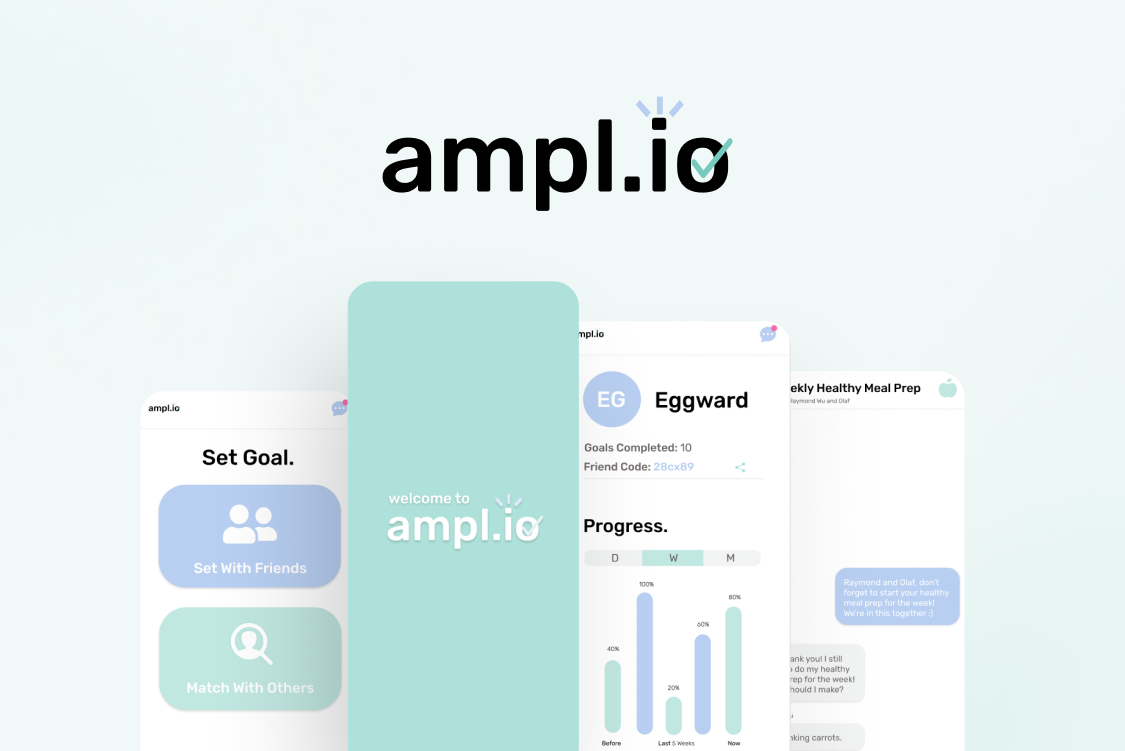 ampl.io
ampl.io
Set Goal.
Set With Friends
Match With Others
welcome to
ampl.io
mpl.io
EG
Eggward
Goals Completed: 10
Friend Code: 28cx89
Progress.
D W M
40%
100%
20%
60%
80%
Before
Last 5 Weeks
Now
ekly Healthy Meal Prep
Raymond Wu and Olaf
Raymond and Olaf, don't
forget to start your healthy
meal prep for the week!
We're in this together :)
ank you! I still
do my healthy
rep for the week!
hould I make?
nking carrots.